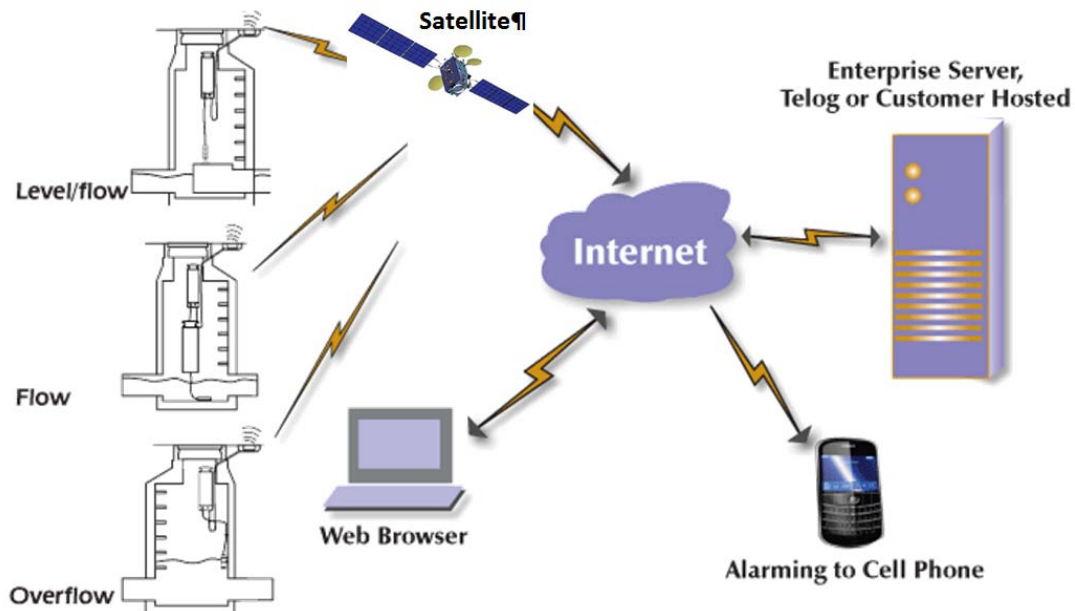 Satellite¶
Enterprise Server,
Telog or Customer Hosted
Level/flow
Internet
Flow
Web Browser
Alarming to Cell Phone
Overflow